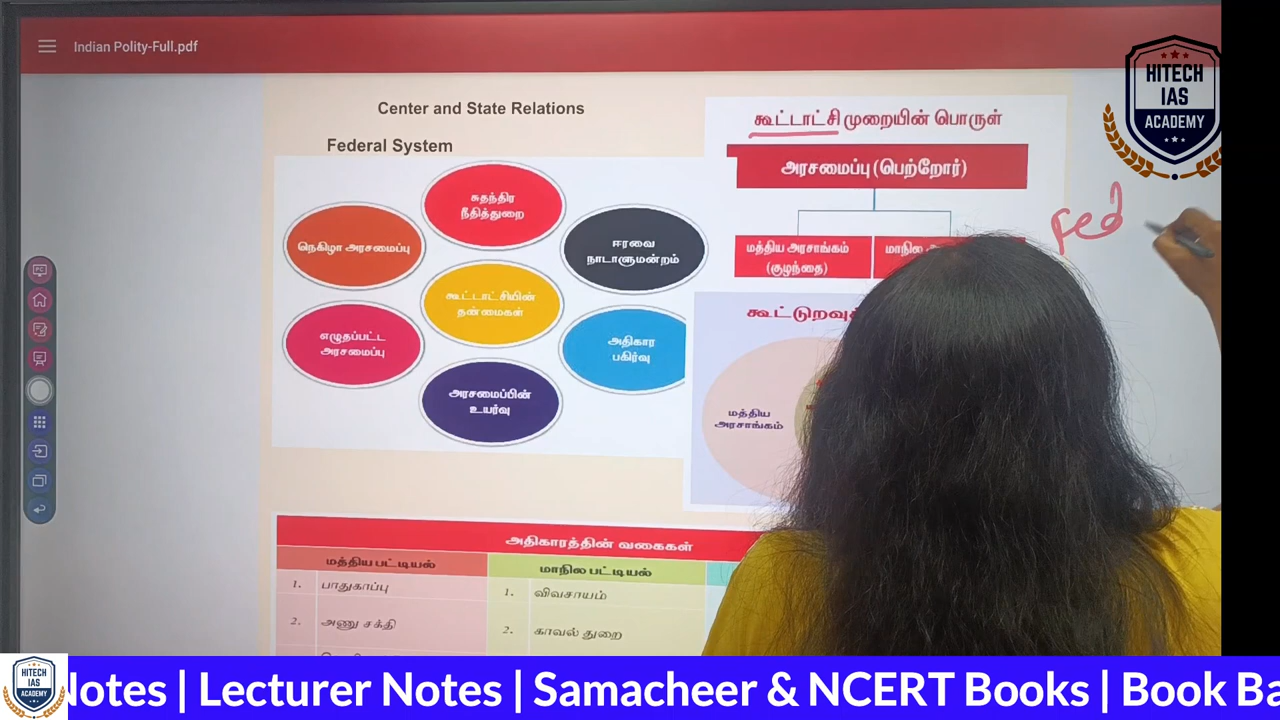 Indian Polity-Full.pdf
HITECH
IAS
ACADEMY
Center and State Relations
Federal System
சுதந்திர
நீதித்துறை
நெகிழா அரசமைப்பு
ஈரவை
நாடாளுமன்றம்
கூட்டாட்சியின்
தன்மைகள்
எழுதப்பட்ட
அரசமைப்பு
அதிகார
பகிர்வு
அரசமைப்பின்
உயர்வு
கூட்டாட்சி முறையின் பொருள்
அரசமைப்பு (பெற்றோர்)
மத்திய அரசாங்கம்
(குழந்தை)
மாநில
Fed
மத்திய
அரசாங்கம்
அதிகாரத்தின் வகைகள்
மத்திய பட்டியல்
மாநில பட்டியல்
1. பாதுகாப்பு
1. விவசாயம்
2. அணு சக்தி
2. காவல் துறை
HITECH
IAS
ACADEMY
Notes | Lecturer Notes | Samacheer & NCERT Books | Book Ba